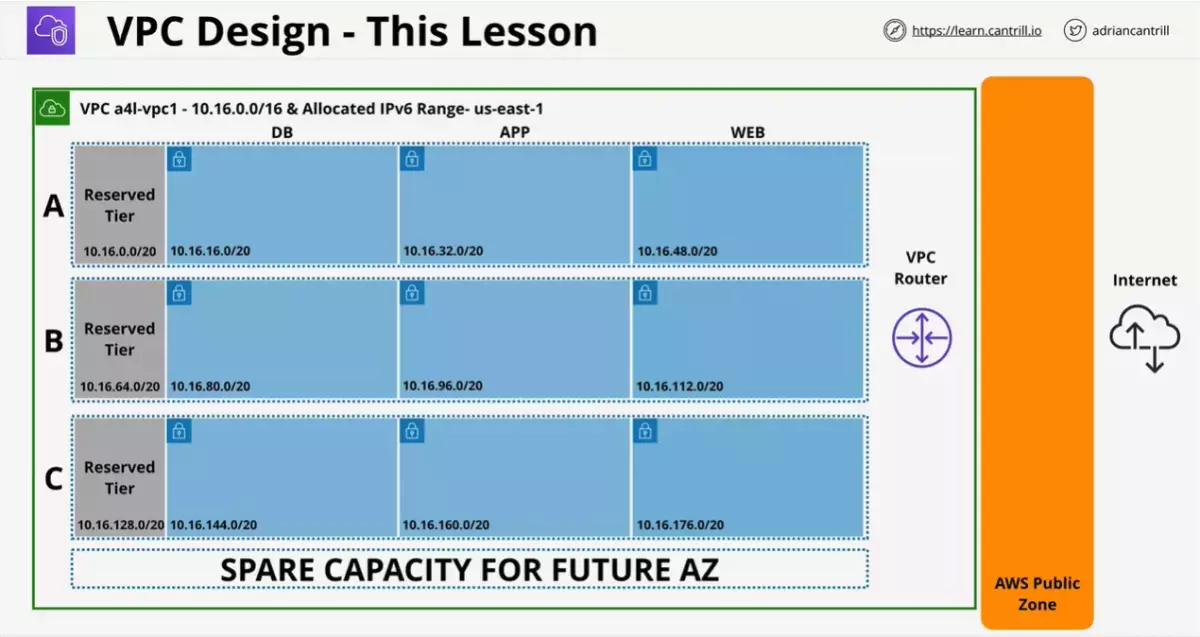 VPC Design - This Lesson
https://learn.cantrill.io
adriancantrill
VPC a4l-vpc1 - 10.16.0.0/16 & Allocated IPv6 Range- us-east-1
DB
APP
WEB
A
Reserved
Tier
10.16.0.0/20
10.16.16.0/20
10.16.32.0/20
10.16.48.0/20
B
Reserved
Tier
10.16.64.0/20
10.16.80.0/20
10.16.96.0/20
10.16.112.0/20
C
Reserved
Tier
10.16.128.0/20
10.16.144.0/20
10.16.160.0/20
10.16.176.0/20
SPARE CAPACITY FOR FUTURE AZ
VPC
Router
AWS Public
Zone
Internet